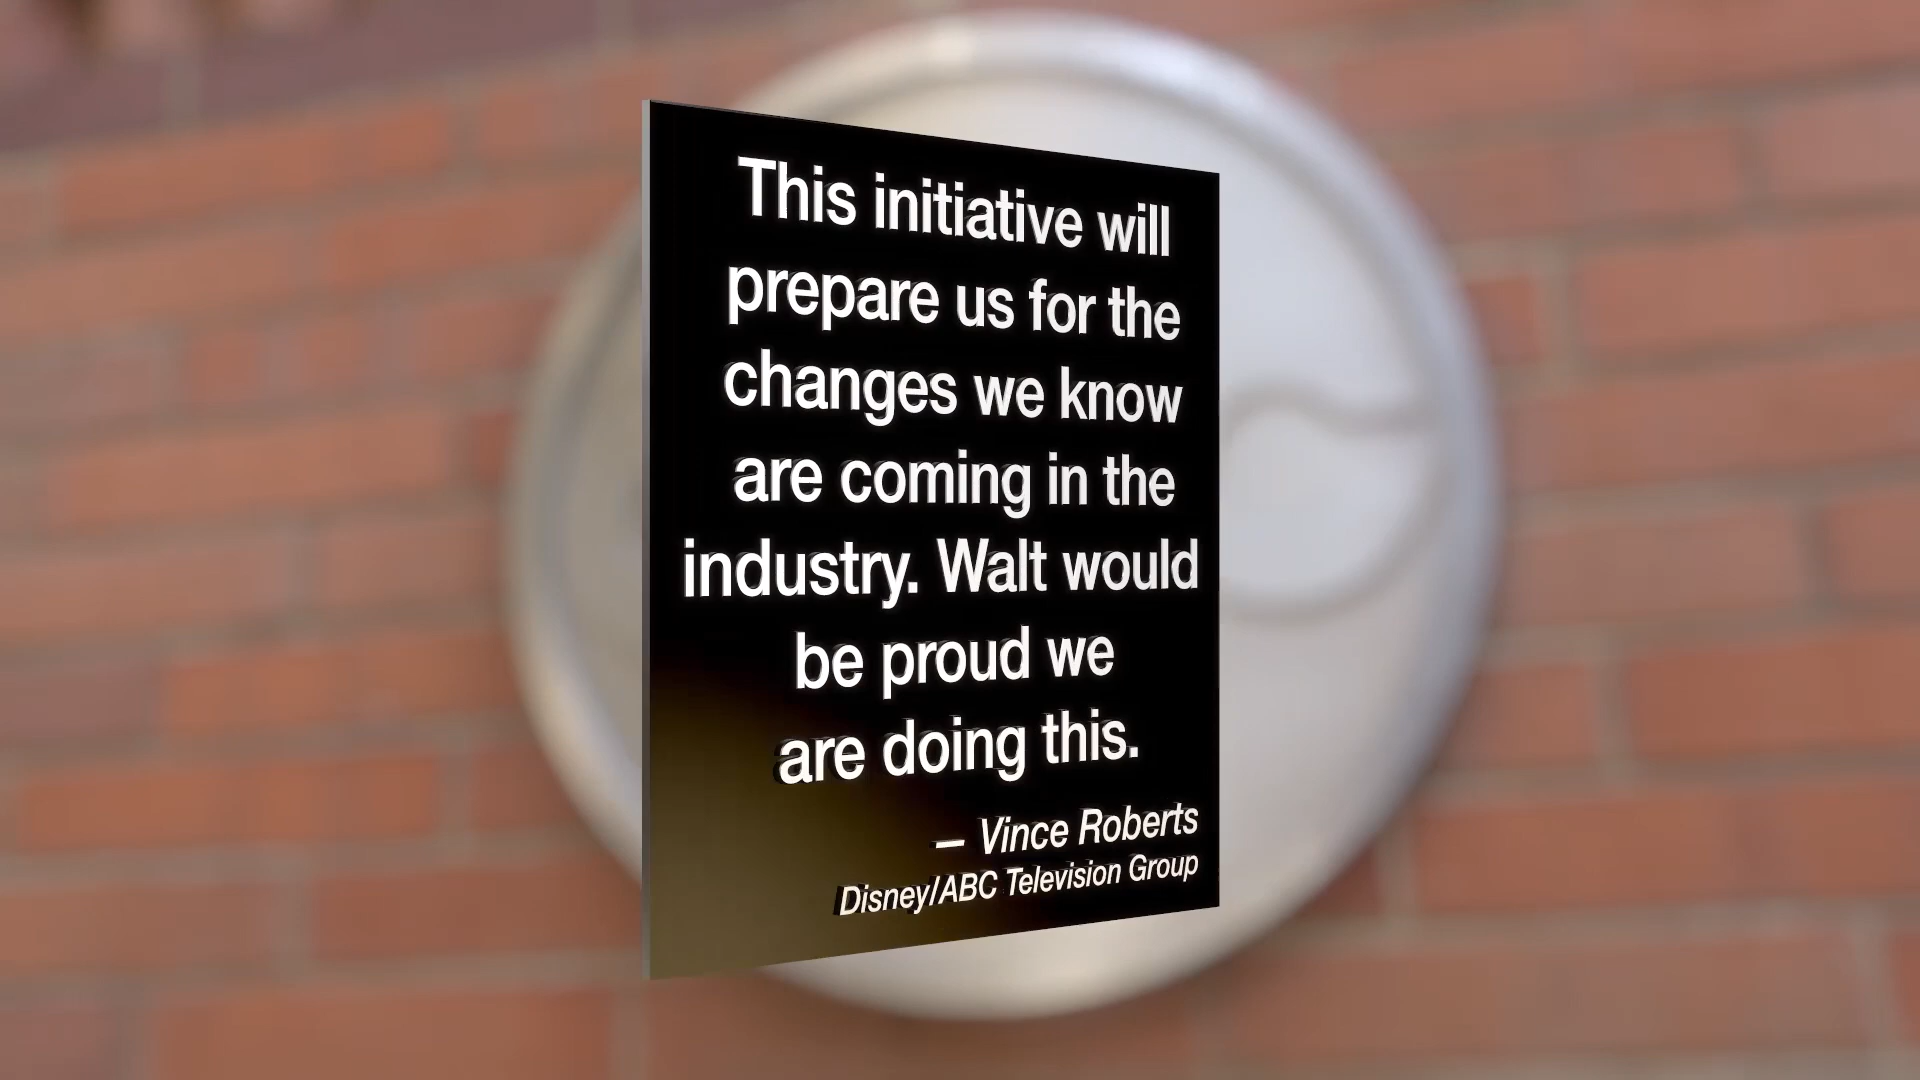 This initiative will
prepare us for the
changes we know
are coming in the
industry. Walt would
be proud we
are doing this.
— Vince Roberts
Disney/ABC Television Group